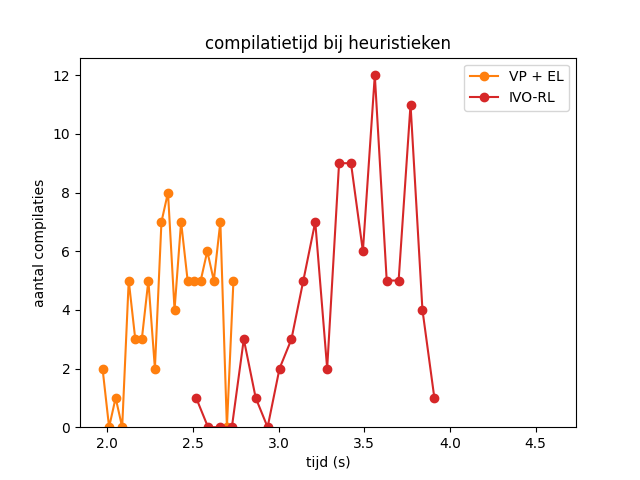 compilatietijd bij heuristieken
VP + EL
IVO-RL
aantal compilaties
12
10
8
6
4
2
0
2.0 2.5 3.0 3.5 4.0 4.5
tijd (s)